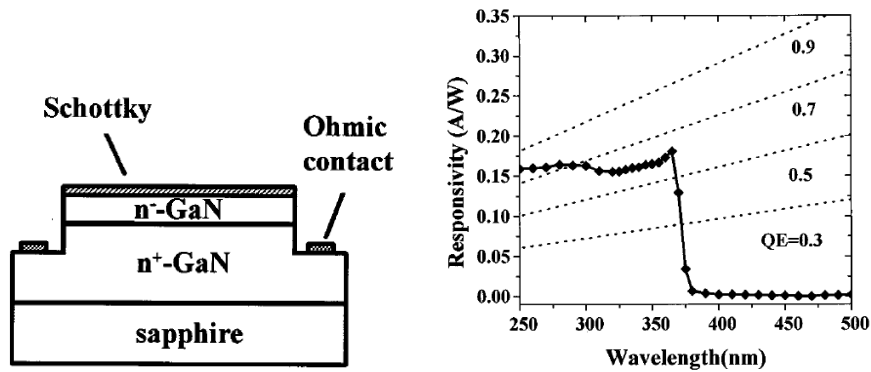 Schottky
Ohmic
contact
n⁻-GaN
n⁺-GaN
sapphire
Responsivity (A/W)
0.35
0.30
0.25
0.20
0.15
0.10
0.05
0.00
0.9
0.7
0.5
QE=0.3
250 300 350 400 450 500
Wavelength(nm)